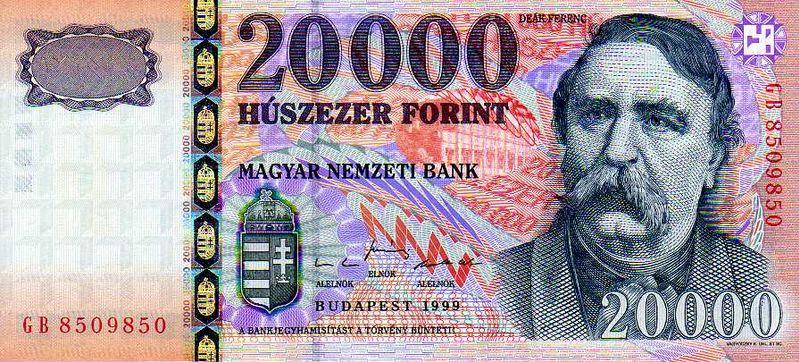 DEÁK FERENC
20000
HÚSZEZER FORINT
MAGYAR NEMZETI BANK
GB 8509850
ALELNÖK
ELNÖK
ALELNÖK
BUDAPEST 1999
A BANKJEGYHAMISÍTÁST A TÖRVÉNY BÜNTETI!
GB 8509850
20000